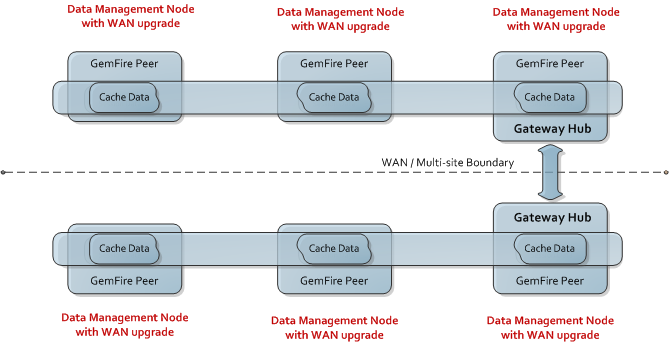 Data Management Node
with WAN upgrade
Data Management Node
with WAN upgrade
Data Management Node
with WAN upgrade
GemFire Peer
GemFire Peer
GemFire Peer
Cache Data
Cache Data
Cache Data
Gateway Hub
WAN / Multi-site Boundary
Gateway Hub
Cache Data
Cache Data
Cache Data
GemFire Peer
GemFire Peer
GemFire Peer
Data Management Node
with WAN upgrade
Data Management Node
with WAN upgrade
Data Management Node
with WAN upgrade